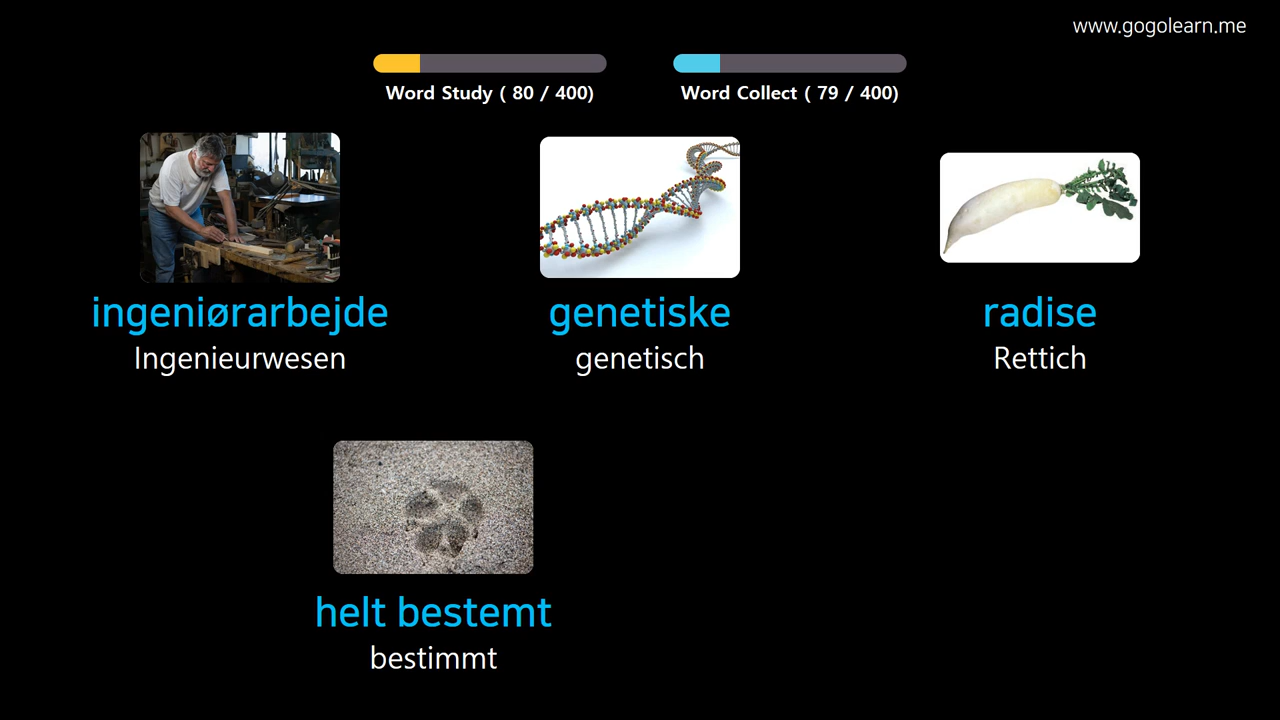 www.gogolearn.me
Word Study ( 80 / 400)
Word Collect ( 79 / 400)
ingeniørarbejde
Ingenieurwesen
genetiske
genetisch
radise
Rettich
helt bestemt
bestimmt